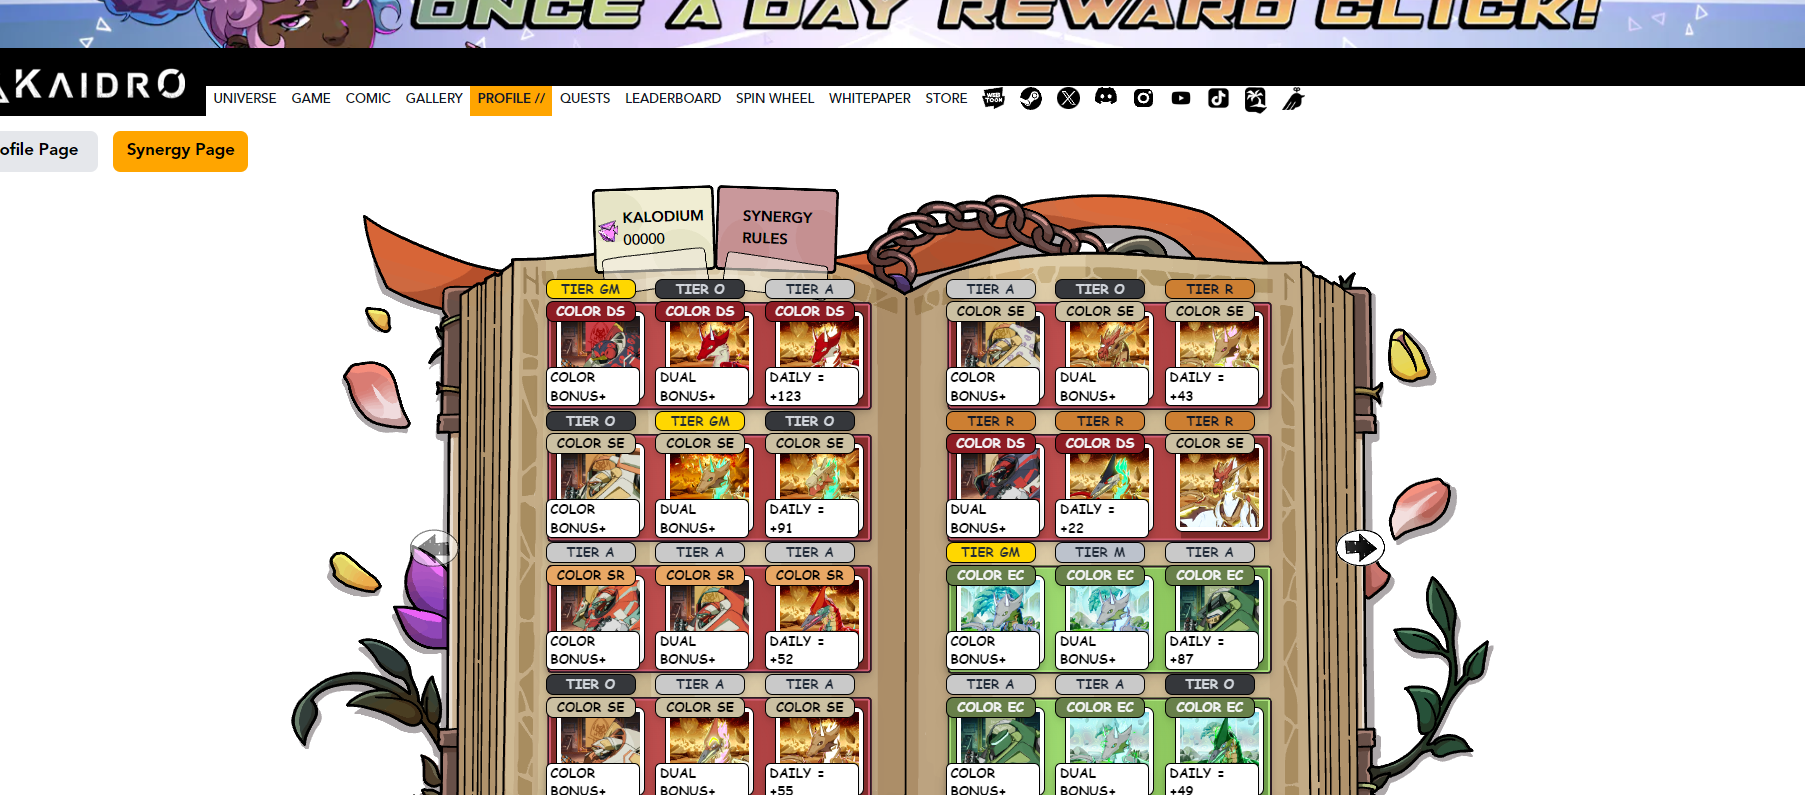 ONCE A DAY REWARD CLICK!
KAIDRO
UNIVERSE GAME COMIC GALLERY PROFILE // QUESTS LEADERBOARD SPIN WHEEL WHITEPAPER STORE
ofile Page Synergy Page
KALODIUM
00000
SYNERGY
RULES
TIER GM TIER O TIER A
COLOR DS COLOR DS COLOR DS
COLOR BONUS+ DUAL BONUS+ DAILY = +123
TIER O TIER GM TIER O
COLOR SE COLOR SE COLOR SE
COLOR BONUS+ DUAL BONUS+ DAILY = +91
TIER A TIER A TIER A
COLOR SR COLOR SR COLOR SR
COLOR BONUS+ DUAL BONUS+ DAILY = +52
TIER O TIER A TIER A
COLOR SE COLOR SE COLOR SE
COLOR BONUS+ DUAL BONUS+ DAILY = +55
TIER A TIER O TIER R
COLOR SE COLOR SE COLOR SE
COLOR BONUS+ DUAL BONUS+ DAILY = +43
TIER R TIER R TIER R
COLOR DS COLOR DS COLOR SE
DUAL BONUS+ DAILY = +22
TIER GM TIER M TIER A
COLOR EC COLOR EC COLOR EC
COLOR BONUS+ DUAL BONUS+ DAILY = +87
TIER A TIER A TIER O
COLOR EC COLOR EC COLOR EC
COLOR BONUS+ DUAL BONUS+ DAILY = +49